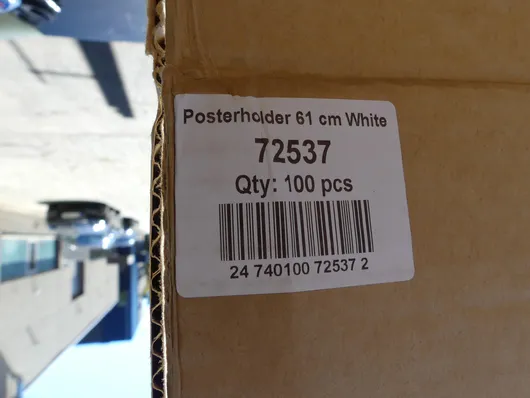 Posterholder 61 cm White
72537
Qty: 100 pcs
24 740100 72537 2